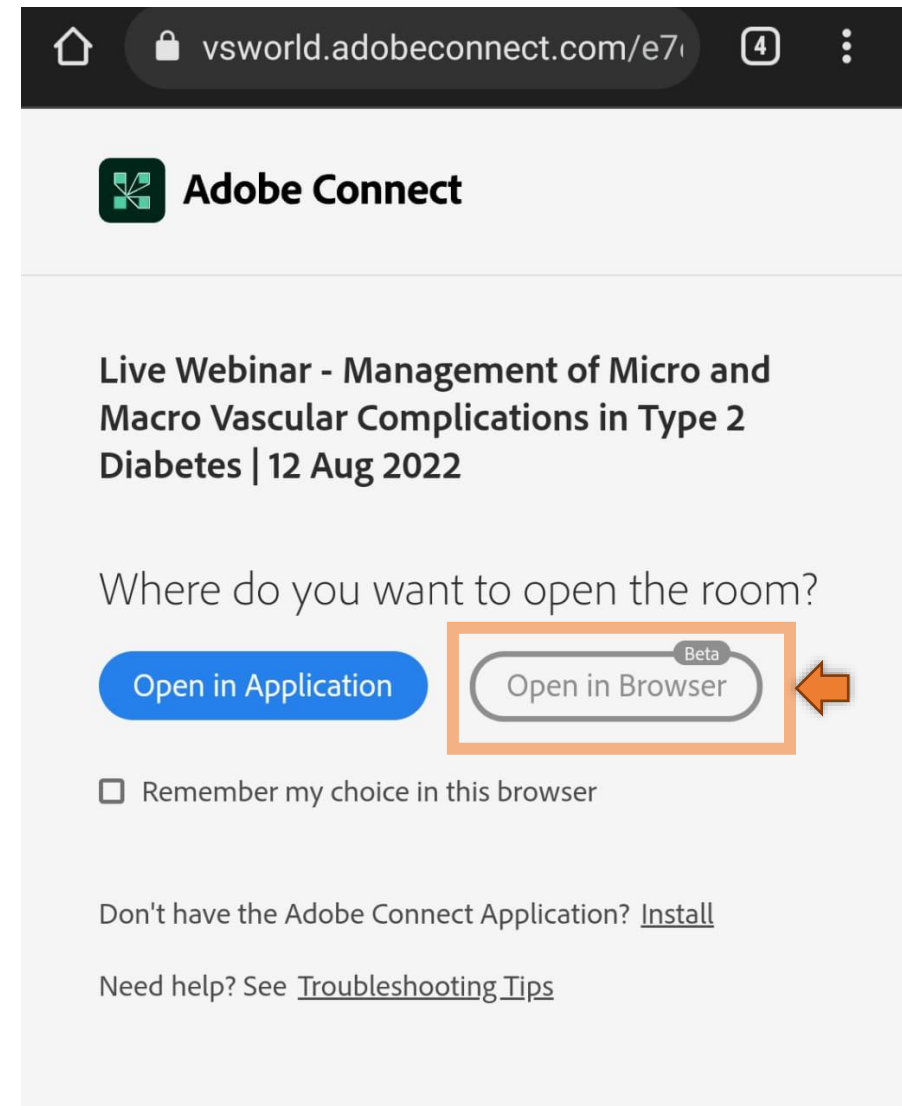 vsworld.adobeconnect.com/e7
4
Adobe Connect
Live Webinar - Management of Micro and
Macro Vascular Complications in Type 2
Diabetes | 12 Aug 2022
Where do you want to open the room?
Open in Application
Beta
Open in Browser
Remember my choice in this browser
Don't have the Adobe Connect Application? Install
Need help? See Troubleshooting Tips